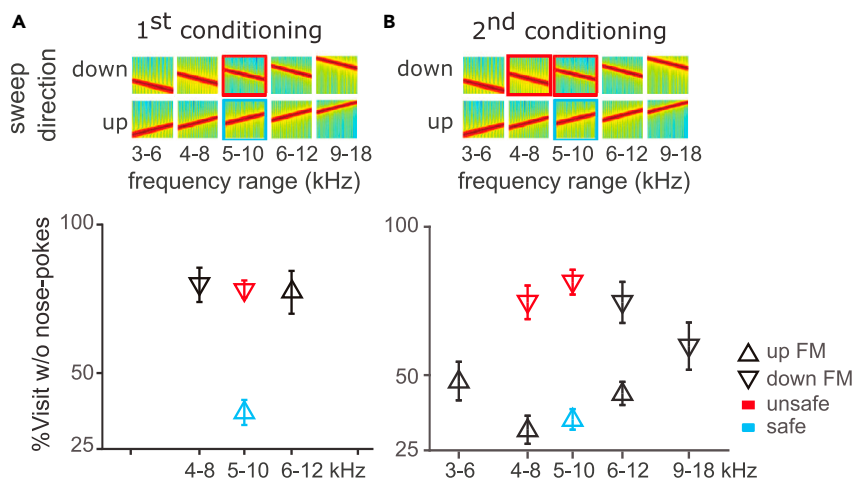 A
1st conditioning
sweep direction
down
up
3-6 4-8 5-10 6-12 9-18
frequency range (kHz)
%Visit w/o nose-pokes
100
50
25
4-8 5-10 6-12 kHz
B
2nd conditioning
down
up
3-6 4-8 5-10 6-12 9-18
frequency range (kHz)
100
50
25
3-6 4-8 5-10 6-12 9-18 kHz
up FM
down FM
unsafe
safe